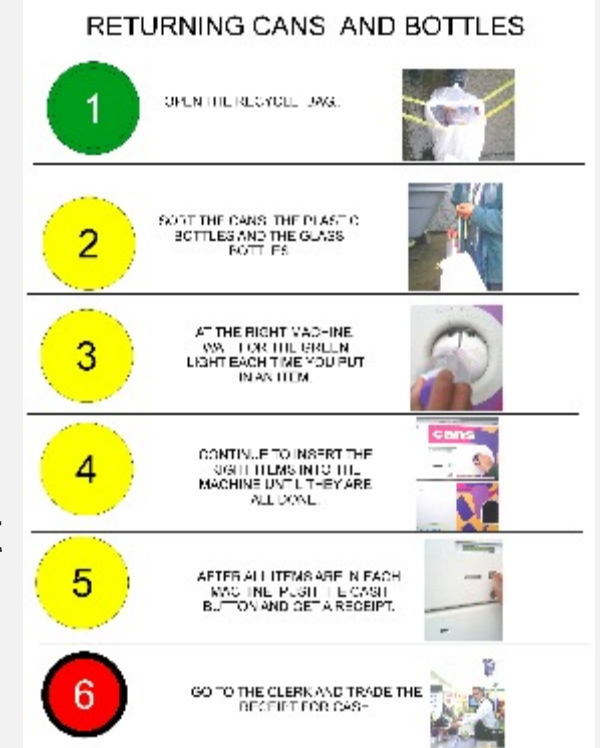 RETURNING CANS AND BOTTLES
1
OPEN THE RECYCLE BAG.
2
SORT THE CANS THE PLASTIC
BOTTLES AND THE GLASS
BOTTLES
3
AT THE RIGHT MACHINE
WAIT FOR THE GREEN
LIGHT EACH TIME YOU PUT
IN AN ITEM.
4
CONTINUE TO INSERT THE
RIGHT ITEMS INTO THE
MACHINE UNTIL THEY ARE
ALL DONE.
cans
5
AFTER ALL ITEMS ARE IN EACH
MACHINE PUSH THE CASH
BUTTON AND GET A RECEIPT.
6
GO TO THE CLERK AND TRADE THE
RECEIPT FOR CASH